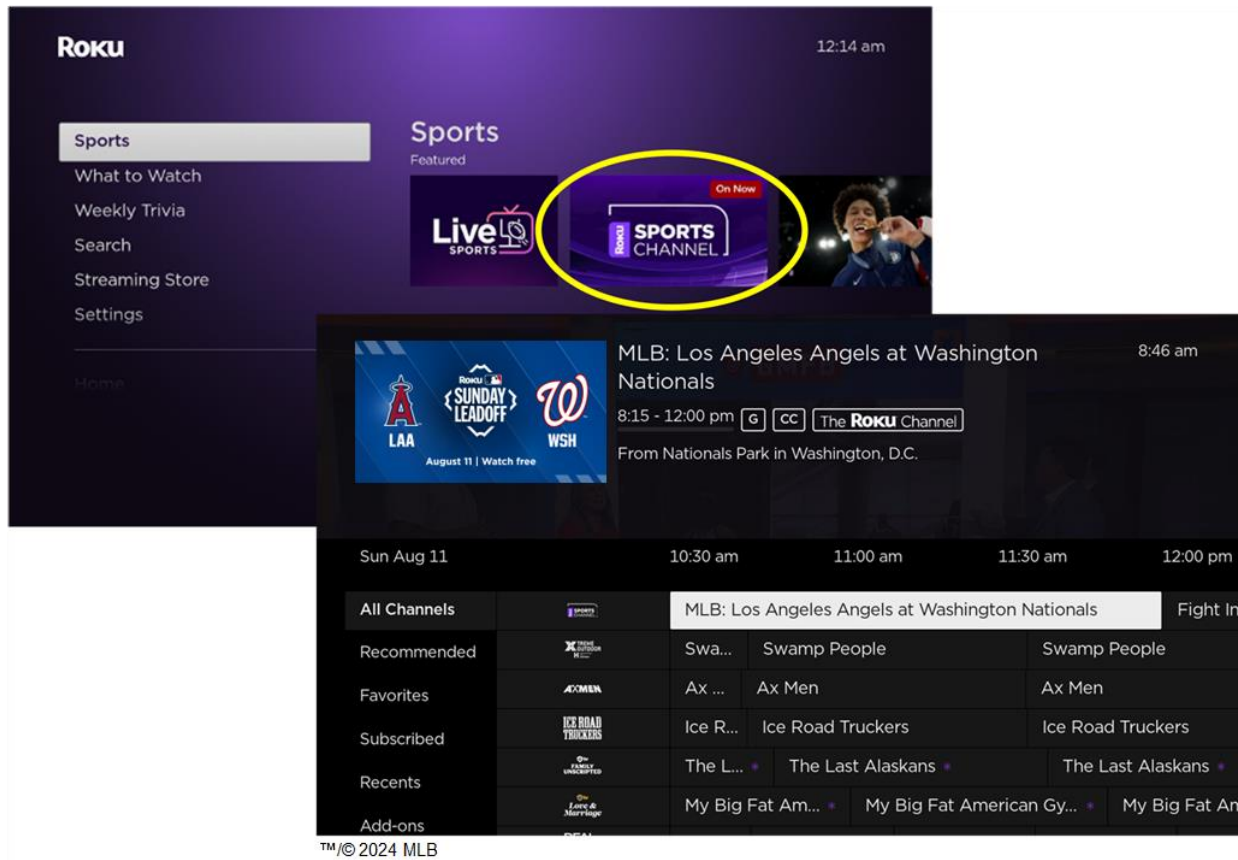 Roku
12:14 am
Sports
What to Watch
Weekly Trivia
Search
Streaming Store
Settings
Home
Sports
Featured
Live
SPORTS
On Now
Roku
SPORTS
CHANNEL
LAA
Roku
SUNDAY
LEADOFF
WSH
August 11 | Watch free
MLB: Los Angeles Angels at Washington
Nationals
8:46 am
8:15 - 12:00 pm G CC The Roku Channel
From Nationals Park in Washington, D.C.
Sun Aug 11 10:30 am 11:00 am 11:30 am 12:00 pm
All Channels SPORTS MLB: Los Angeles Angels at Washington Nationals Fight In
Recommended XTREME OUTDOOR Swa... Swamp People Swamp People
Favorites AXMEN Ax ... Ax Men Ax Men
Subscribed ICE ROAD TRUCKERS Ice R... Ice Road Truckers Ice Road Truckers
Recents FAMILY UNSCRIPTED The L... The Last Alaskans The Last Alaskans
Add-ons Love & Marriage My Big Fat Am... My Big Fat American Gy... My Big Fat Am
™/© 2024 MLB